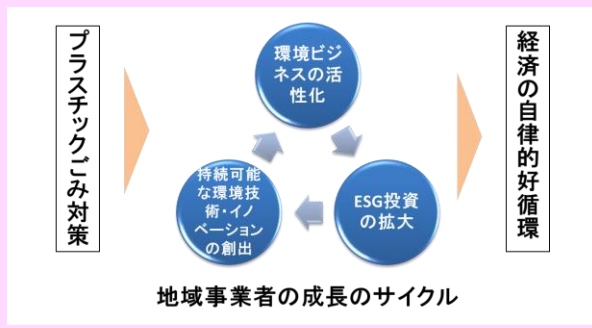 プラスチックごみ対策
環境ビジ
ネスの活
性化
持続可能
な環境技
術・イノ
ベーション
の創出
ESG投資
の拡大
経済の自律的好循環
地域事業者の成長のサイクル